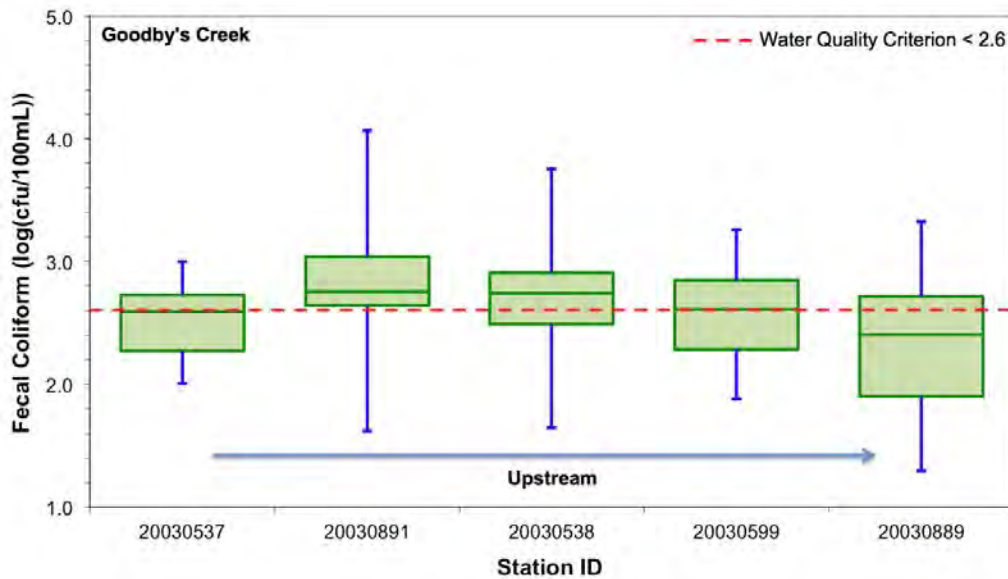 Goodby's Creek
Water Quality Criterion < 2.6
Fecal Coliform (log(cfu/100mL))
5.0
4.0
3.0
2.0
1.0
Upstream
20030537 20030891 20030538 20030599 20030889
Station ID